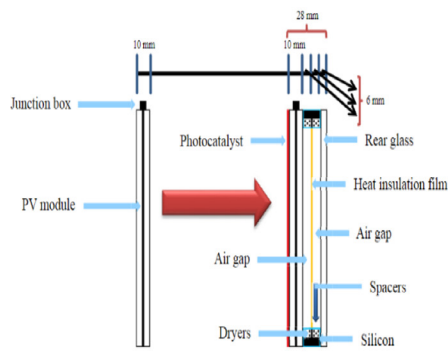 28 mm
10 mm
10 mm
6 mm
Junction box
Photocatalyst
Rear glass
Heat insulation film
PV module
Air gap
Air gap
Spacers
Dryers
Silicon